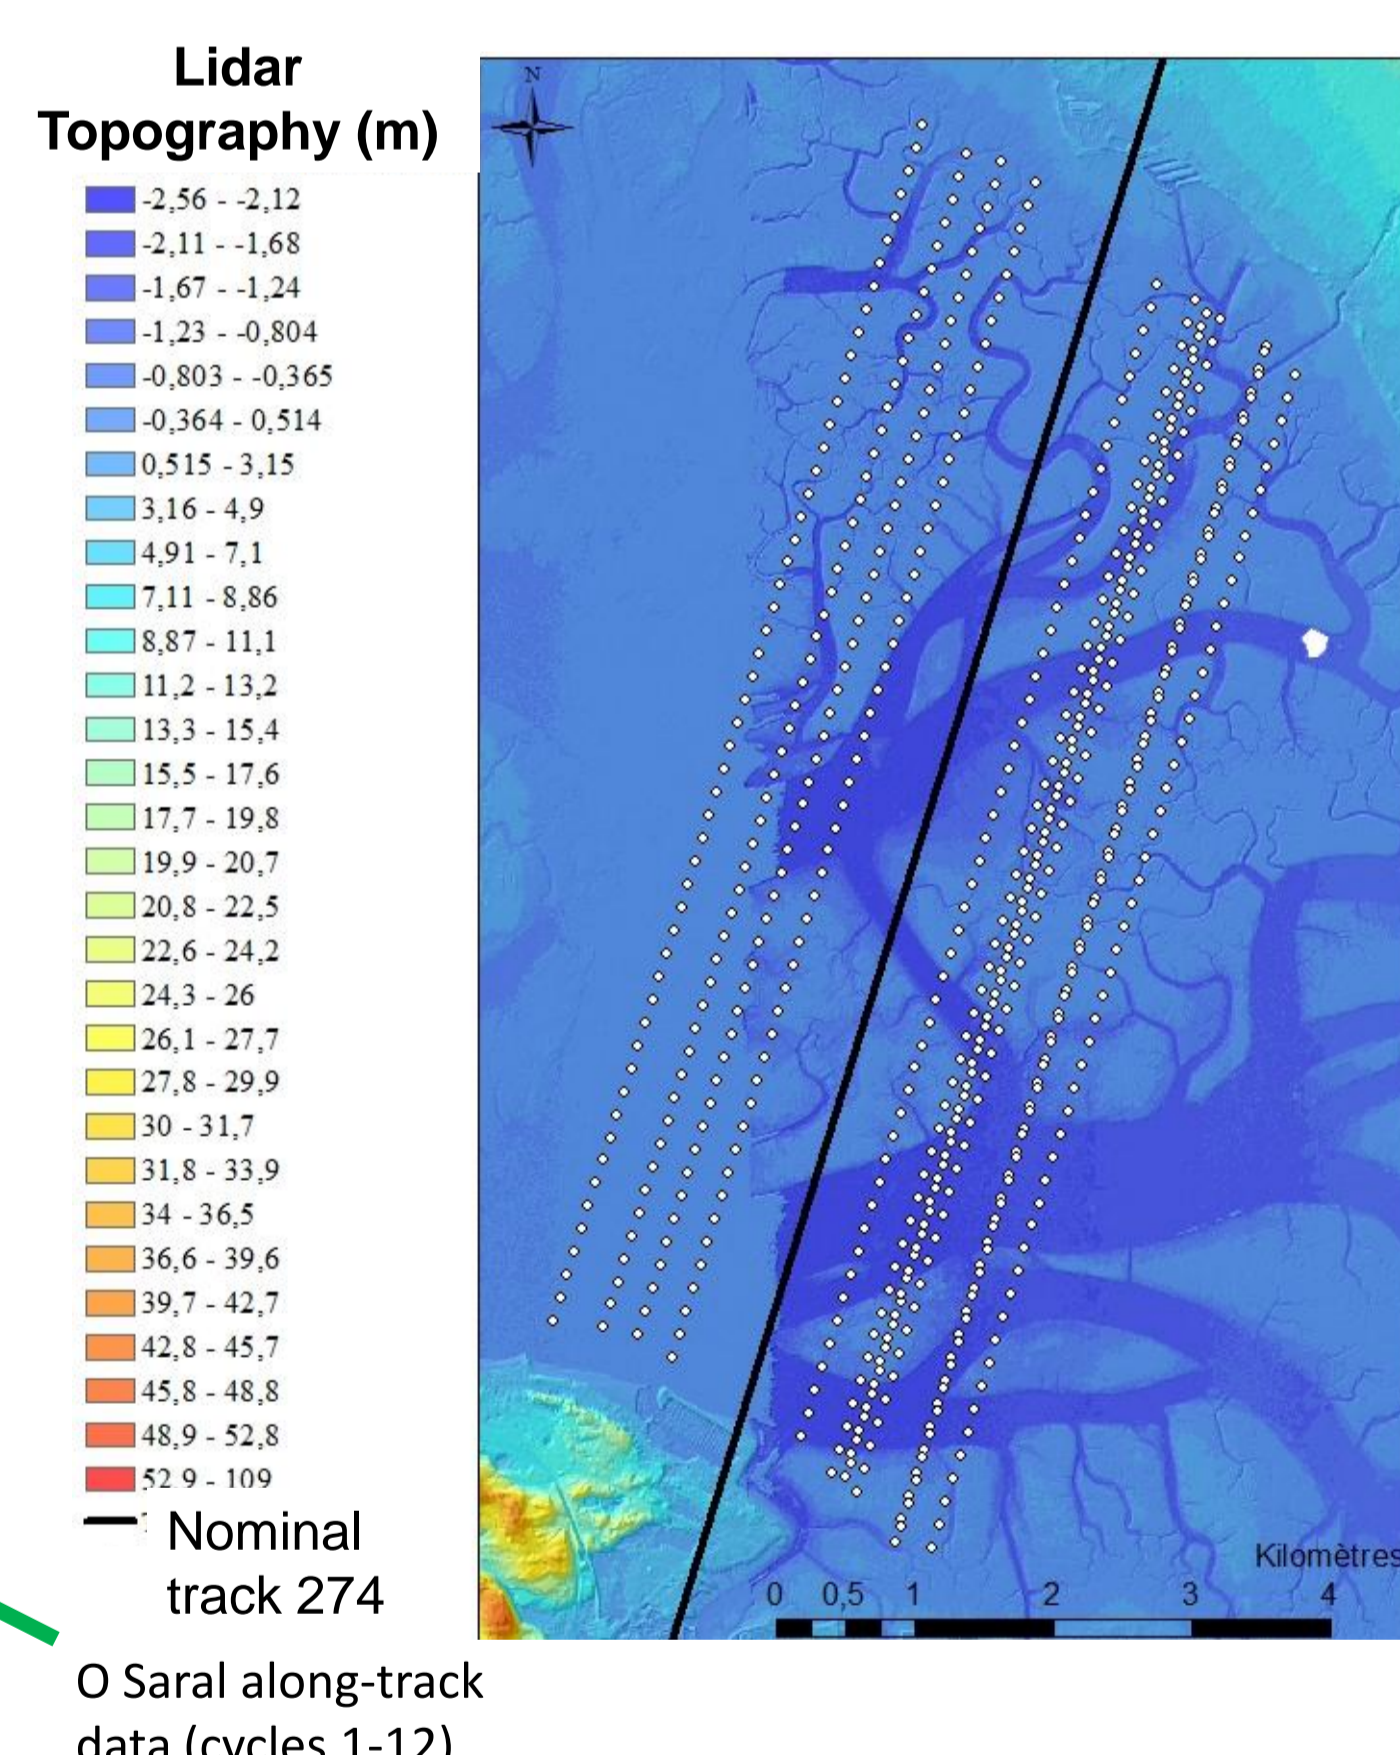 Lidar
Topography (m)
-2,56 - -2,12
-2,11 - -1,68
-1,67 - -1,24
-1,23 - -0,804
-0,803 - -0,365
-0,364 - 0,514
0,515 - 3,15
3,16 - 4,9
4,91 - 7,1
7,11 - 8,86
8,87 - 11,1
11,2 - 13,2
13,3 - 15,4
15,5 - 17,6
17,7 - 19,8
19,9 - 20,7
20,8 - 22,5
22,6 - 24,2
24,3 - 26
26,1 - 27,7
27,8 - 29,9
30 - 31,7
31,8 - 33,9
34 - 36,5
36,6 - 39,6
39,7 - 42,7
42,8 - 45,7
45,8 - 48,8
48,9 - 52,8
52,9 - 109
Nominal
track 274
O Saral along-track
data (cycles 1-12)
N
Kilomètres
0 0,5 1 2 3 4